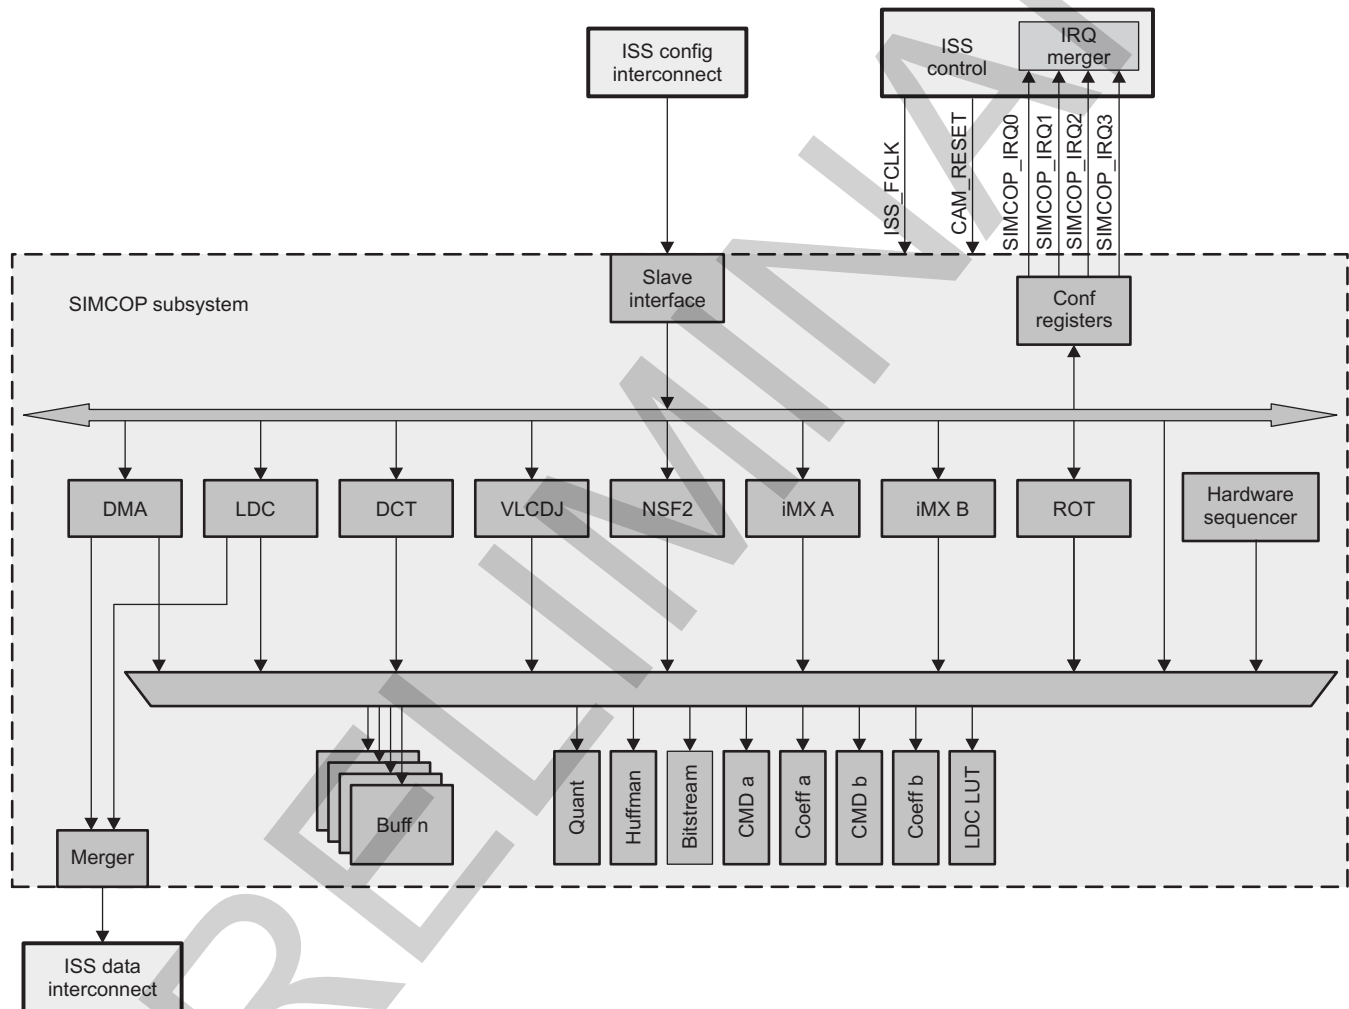 ISS config
interconnect
ISS
control
IRQ
merger
ISS_FCLK
CAM_RESET
SIMCOP_IRQ0
SIMCOP_IRQ1
SIMCOP_IRQ2
SIMCOP_IRQ3
SIMCOP subsystem
Slave
interface
Conf
registers
DMA
LDC
DCT
VLCDJ
NSF2
iMX A
iMX B
ROT
Hardware
sequencer
Buff n
Quant
Huffman
Bitstream
CMD a
Coeff a
CMD b
Coeff b
LDC LUT
Merger
ISS data
interconnect
RELIMINA